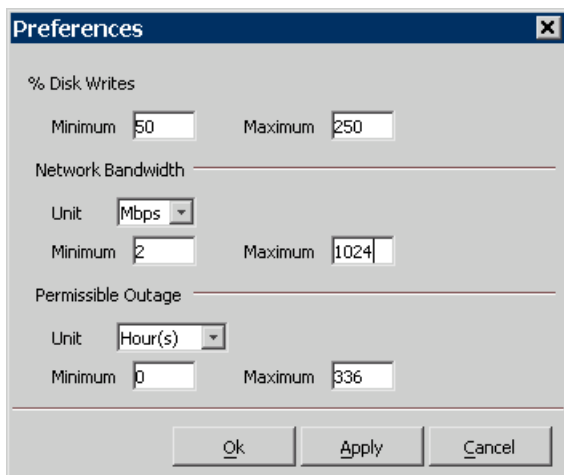 Preferences
% Disk Writes
Minimum 50 Maximum 250
Network Bandwidth
Unit Mbps
Minimum 2 Maximum 1024
Permissible Outage
Unit Hour(s)
Minimum 0 Maximum 336
Ok Apply Cancel